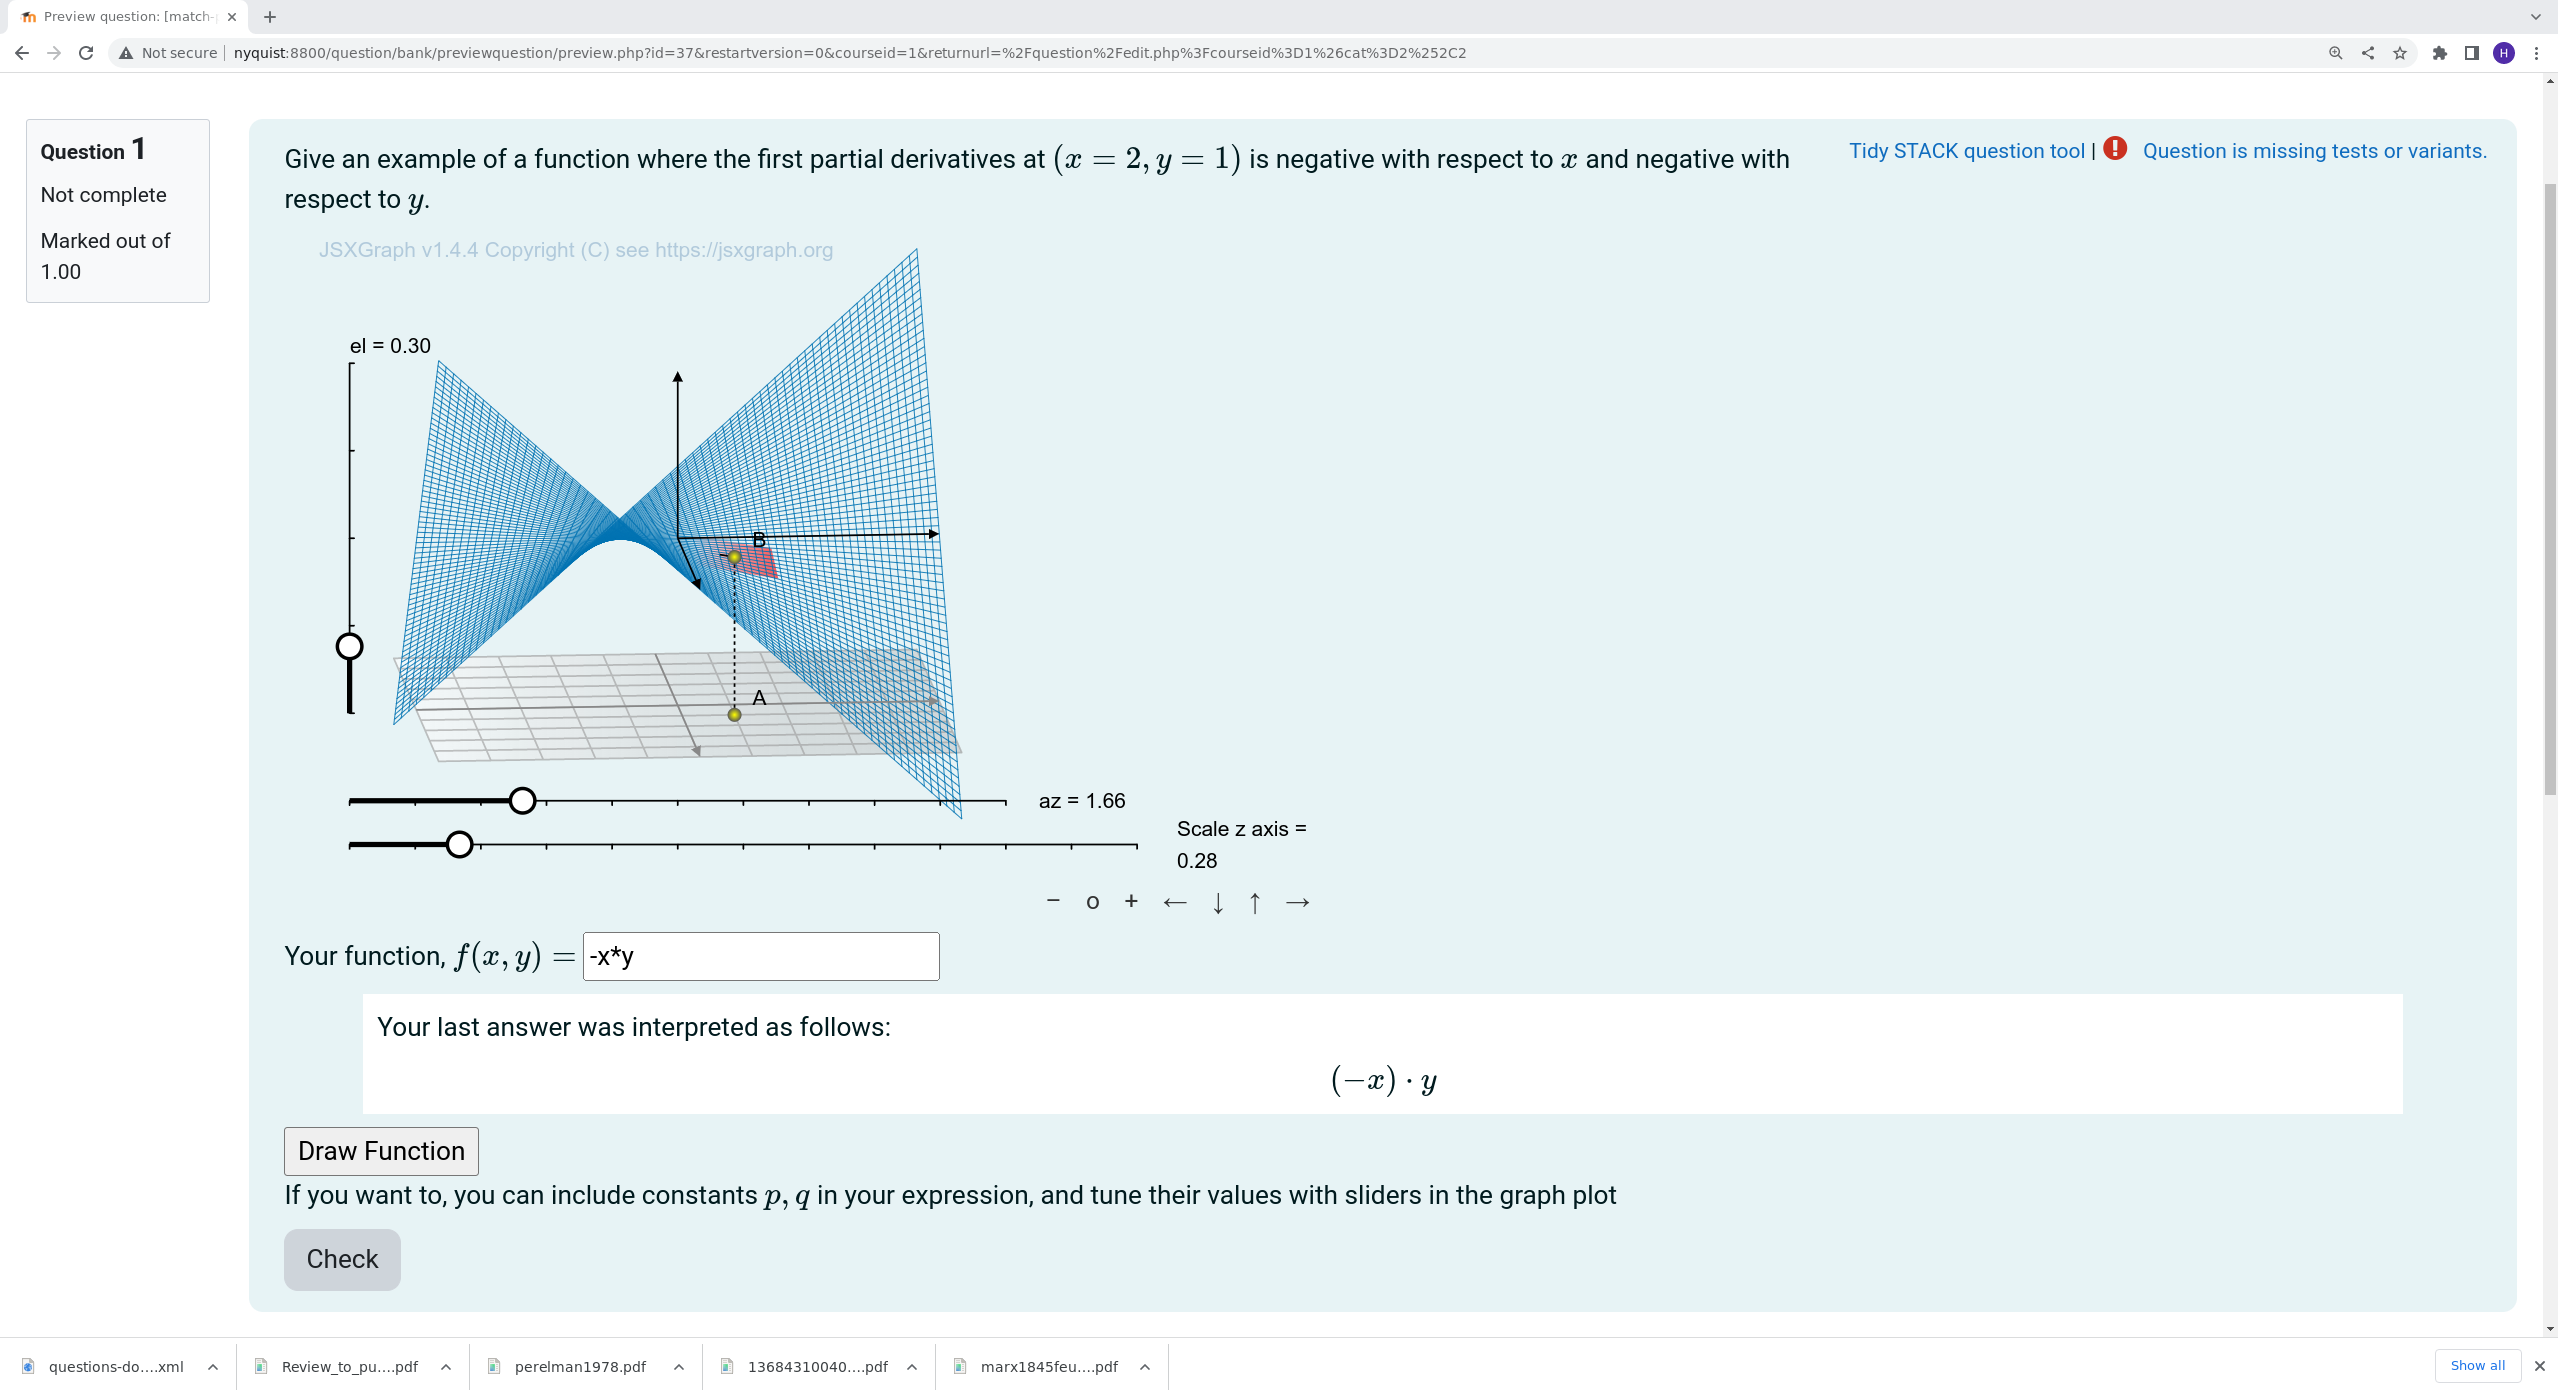 Preview question: [match-
Not secure
nyquist:8800/question/bank/previewquestion/preview.php?id=37&restartversion=0&courseid=1&returnurl=%2Fquestion%2Fedit.php%3Fcourseid%3D1%26cat%3D2%252C2
H
Question 1
Not complete
Marked out of
1.00
Give an example of a function where the first partial derivatives at (x = 2, y = 1) is negative with respect to x and negative with
respect to y.
Tidy STACK question tool | Question is missing tests or variants.
JSXGraph v1.4.4 Copyright (C) see https://jsxgraph.org
el = 0.30
B
A
az = 1.66
Scale z axis =
0.28
− o + ← ↓ ↑ →
Your function, f(x, y) = -x*y
Your last answer was interpreted as follows:
(−x) · y
Draw Function
If you want to, you can include constants p, q in your expression, and tune their values with sliders in the graph plot
Check
questions-do....xml
Review_to_pu....pdf
perelman1978.pdf
13684310040....pdf
marx1845feu....pdf
Show all